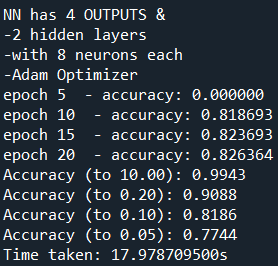 NN has 4 OUTPUTS &
-2 hidden layers
-with 8 neurons each
-Adam Optimizer
epoch 5  - accuracy: 0.000000
epoch 10  - accuracy: 0.818693
epoch 15  - accuracy: 0.823693
epoch 20  - accuracy: 0.826364
Accuracy (to 10.00): 0.9943
Accuracy (to 0.20): 0.9088
Accuracy (to 0.10): 0.8186
Accuracy (to 0.05): 0.7744
Time taken: 17.978709500s